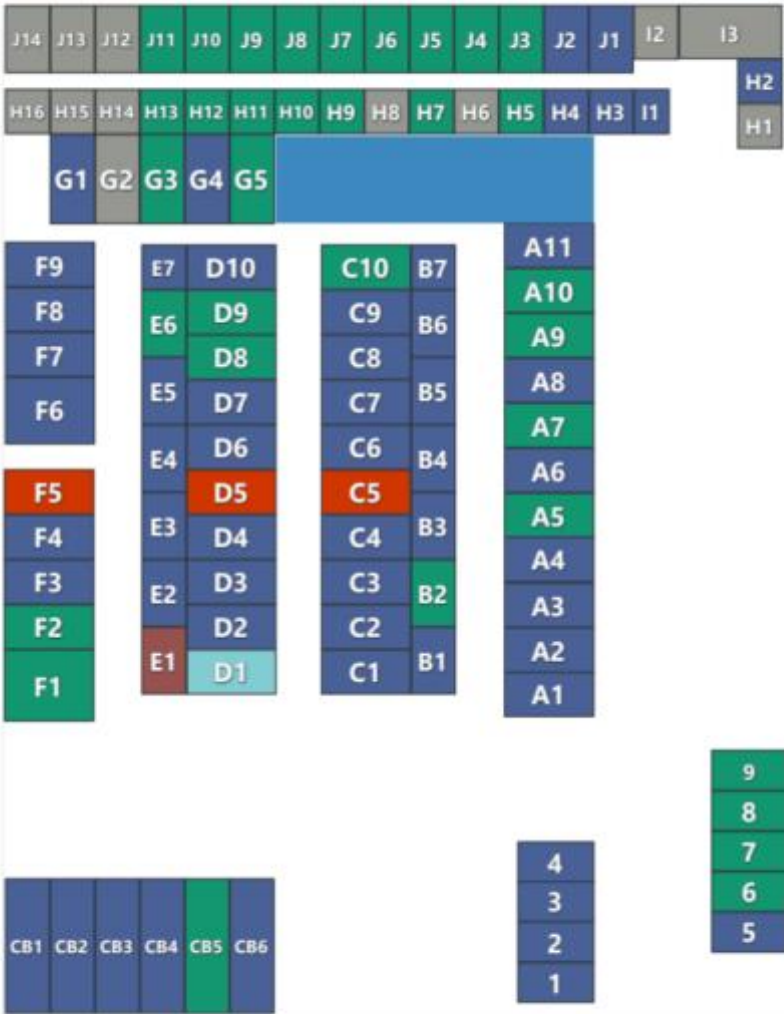 J14 J13 J12 J11 J10 J9 J8 J7 J6 J5 J4 J3 J2 J1 I2 I3
H2
H16 H15 H14 H13 H12 H11 H10 H9 H8 H7 H6 H5 H4 H3 I1 H1
G1 G2 G3 G4 G5
F9
F8
F7
F6
F5
F4
F3
F2
F1
E7
E6
E5
E4
E3
E2
E1
D10
D9
D8
D7
D6
D5
D4
D3
D2
D1
C10
C9
C8
C7
C6
C5
C4
C3
C2
C1
B7
B6
B5
B4
B3
B2
B1
A11
A10
A9
A8
A7
A6
A5
A4
A3
A2
A1
9
8
7
6
5
4
3
2
1
CB1 CB2 CB3 CB4 CB5 CB6